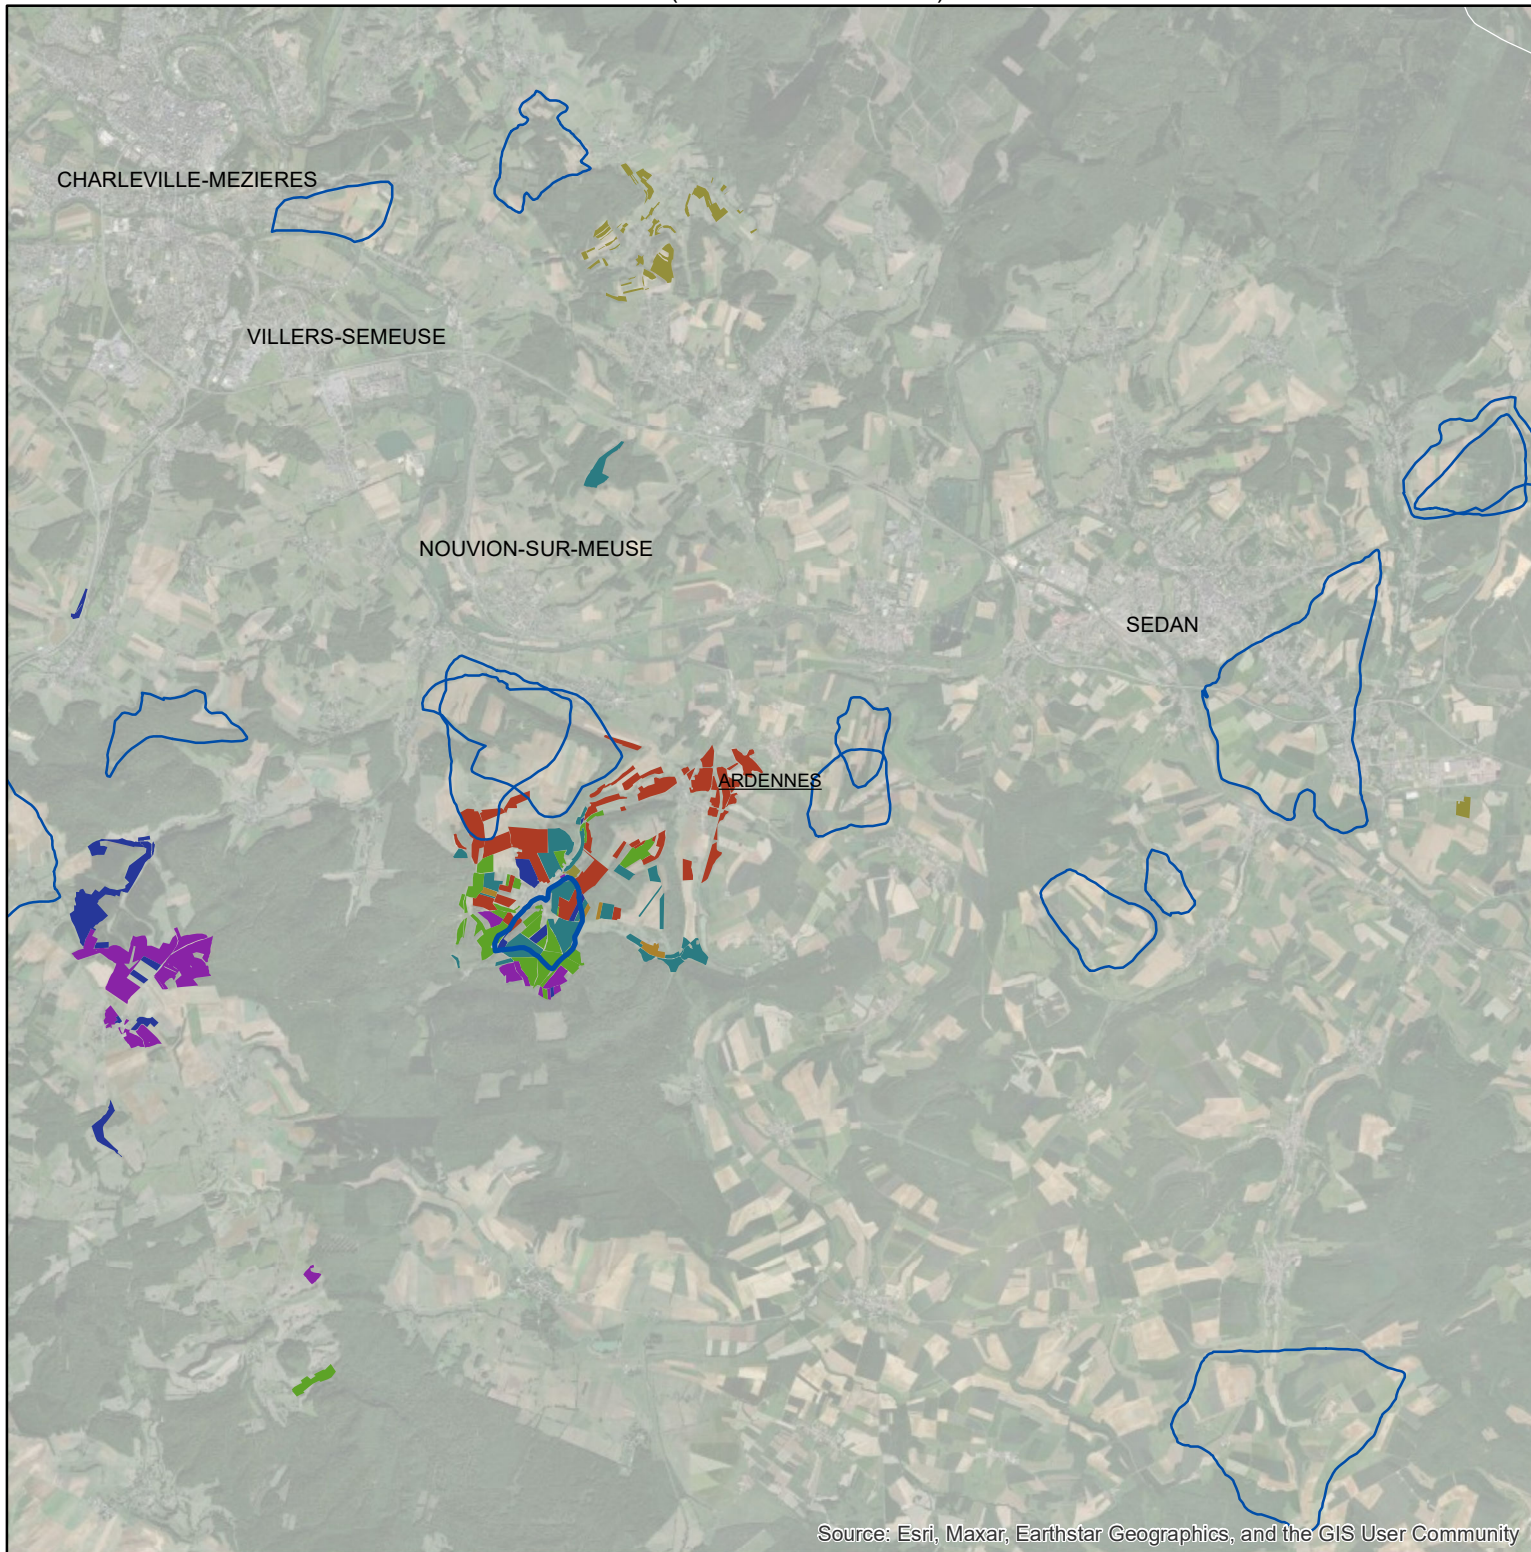 CHARLEVILLE-MEZIERES
VILLERS-SEMEUSE
NOUVION-SUR-MEUSE
SEDAN
ARDENNES
Source: Esri, Maxar, Earthstar Geographics, and the GIS User Community